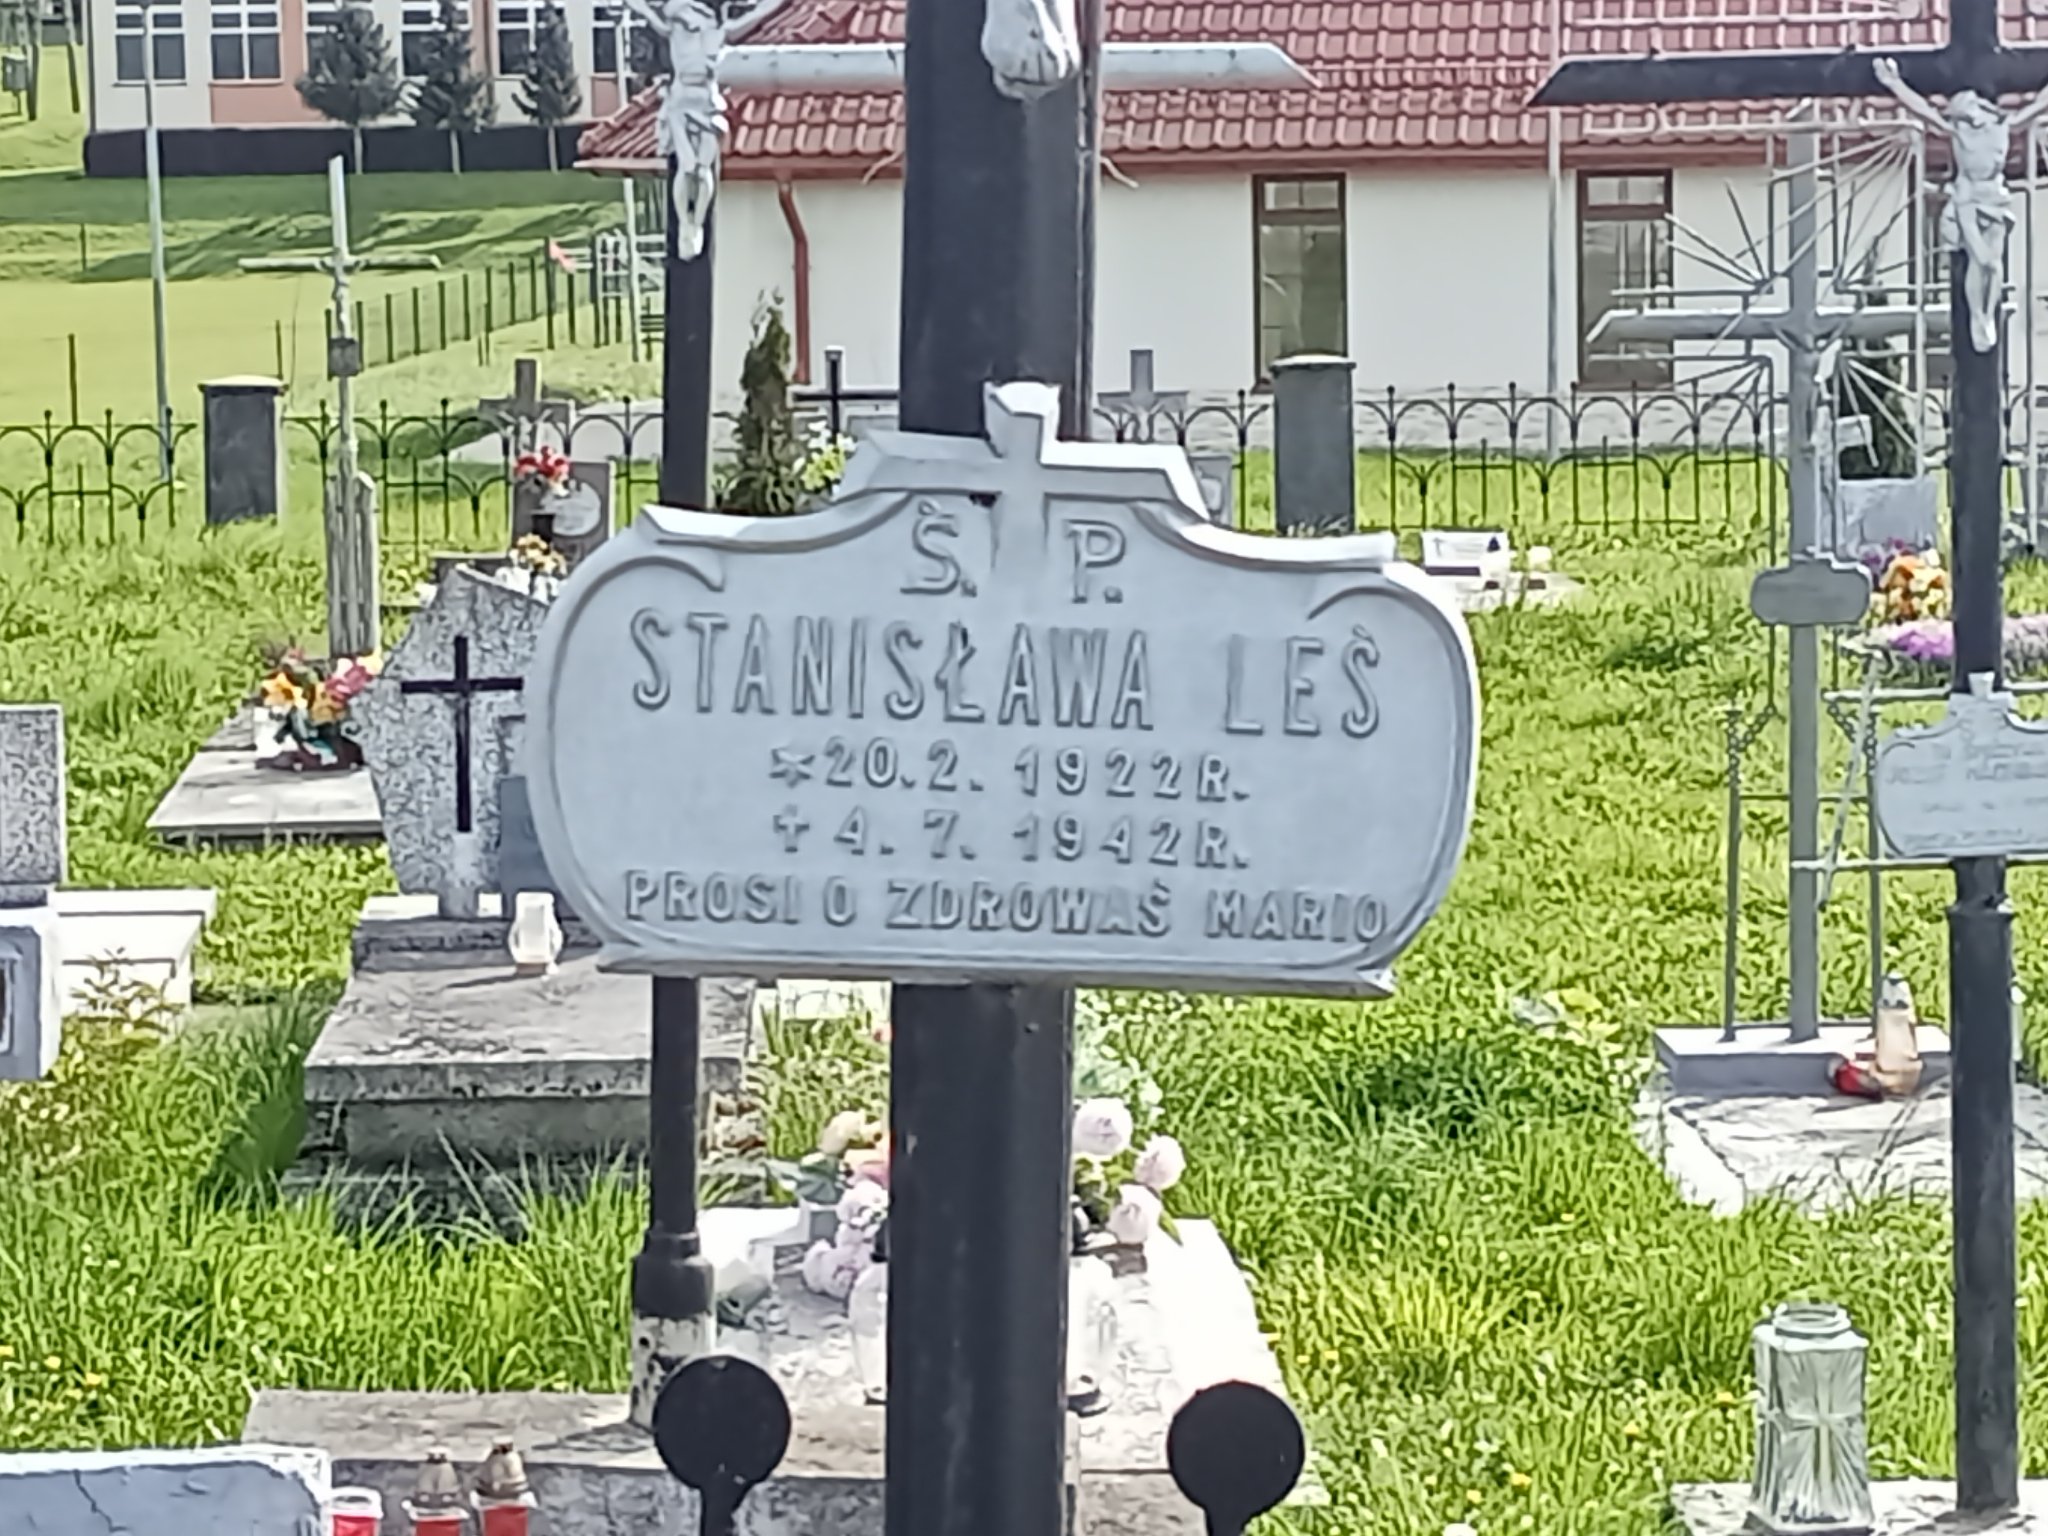 Ś. P.
STANISŁAWA LEŚ
*20.2. 1922R.
✝ 4. 7. 1942R.
PROSI O ZDROWAŚ MARIO